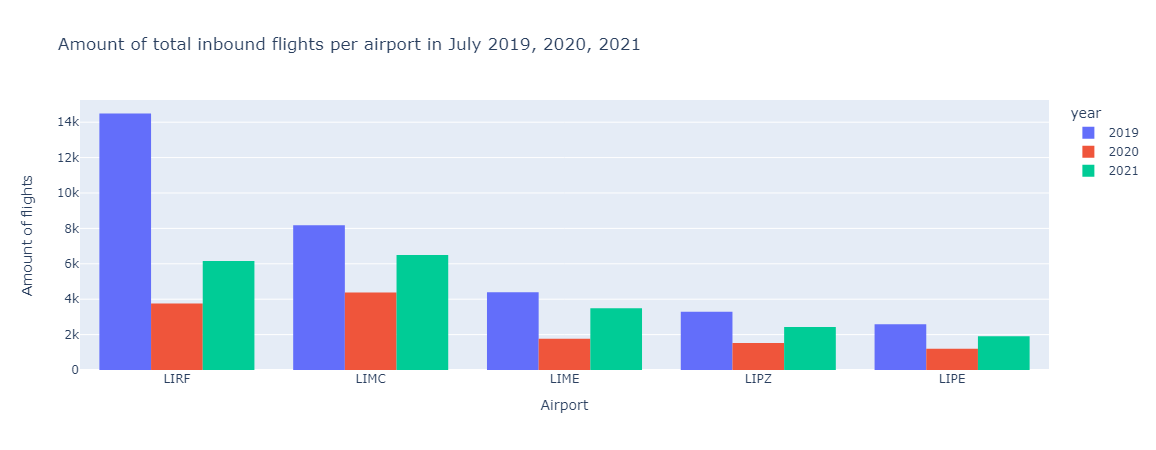 Amount of total inbound flights per airport in July 2019, 2020, 2021
year
2019
2020
2021
Amount of flights
14k
12k
10k
8k
6k
4k
2k
0
LIRF LIMC LIME LIPZ LIPE
Airport